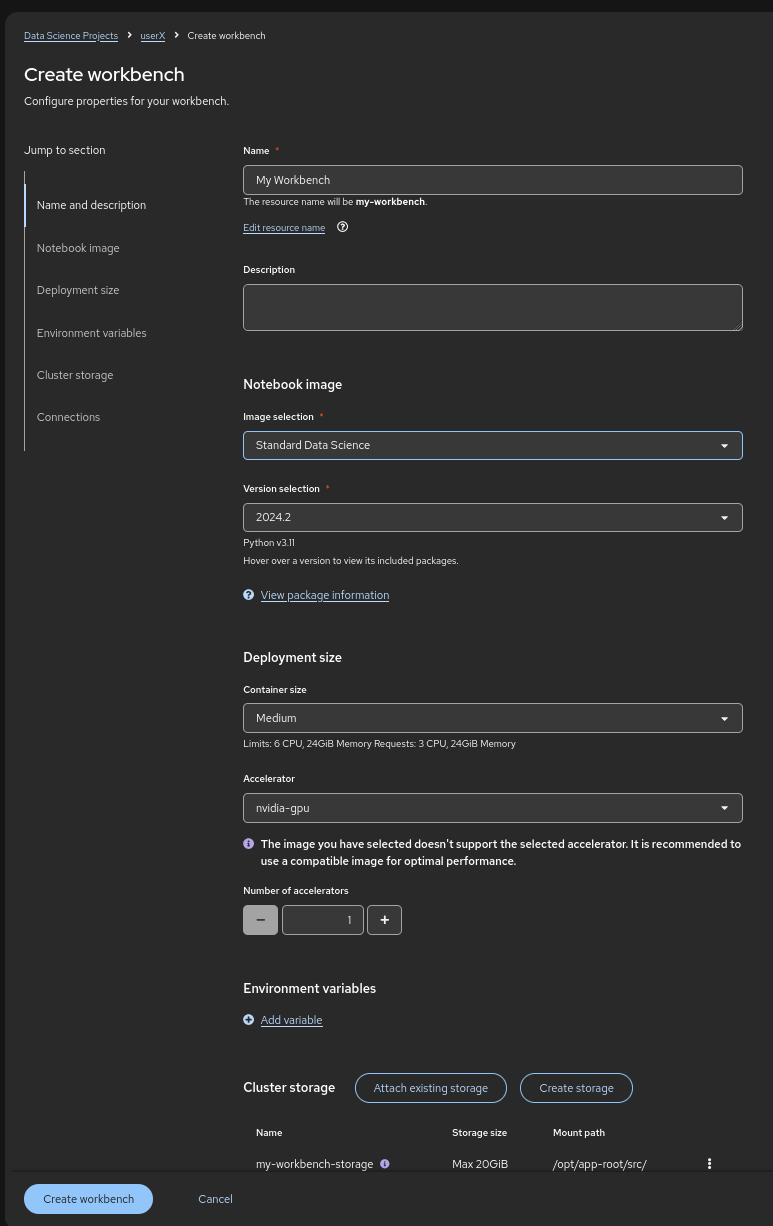 Data Science Projects > userX > Create workbench
Create workbench
Configure properties for your workbench.
Jump to section
Name and description
Notebook image
Deployment size
Environment variables
Cluster storage
Connections
Name *
My Workbench
The resource name will be my-workbench.
Edit resource name
Description
Notebook image
Image selection *
Standard Data Science
Version selection *
2024.2
Python v3.11
Hover over a version to view its included packages.
View package information
Deployment size
Container size
Medium
Limits: 6 CPU, 24GiB Memory Requests: 3 CPU, 24GiB Memory
Accelerator
nvidia-gpu
The image you have selected doesn't support the selected accelerator. It is recommended to
use a compatible image for optimal performance.
Number of accelerators
− 1 +
Environment variables
Add variable
Cluster storage Attach existing storage Create storage
Name Storage size Mount path
my-workbench-storage Max 20GiB /opt/app-root/src/
Create workbench Cancel